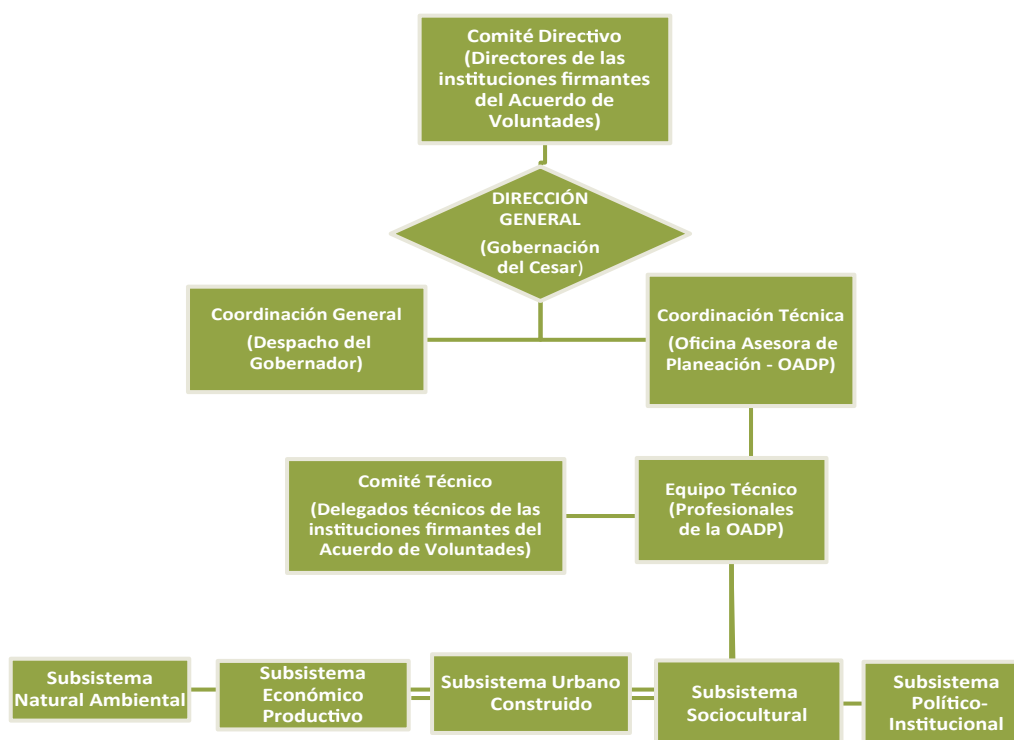 Comité Directivo
(Directores de las
instituciones firmantes
del Acuerdo de
Voluntades)
DIRECCIÓN
GENERAL
(Gobernación
del Cesar)
Coordinación General
(Despacho del
Gobernador)
Coordinación Técnica
(Oficina Asesora de
Planeación - OADP)
Comité Técnico
(Delegados técnicos de las
instituciones firmantes del
Acuerdo de Voluntades)
Equipo Técnico
(Profesionales
de la OADP)
Subsistema
Natural Ambiental
Subsistema
Económico
Productivo
Subsistema Urbano
Construido
Subsistema
Sociocultural
Subsistema
Político-
Institucional